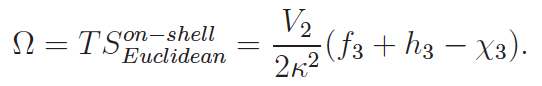 Ω = TS^{on-shell}_{Euclidean} = \frac{V_2}{2κ^2}(f_3 + h_3 − χ_3).